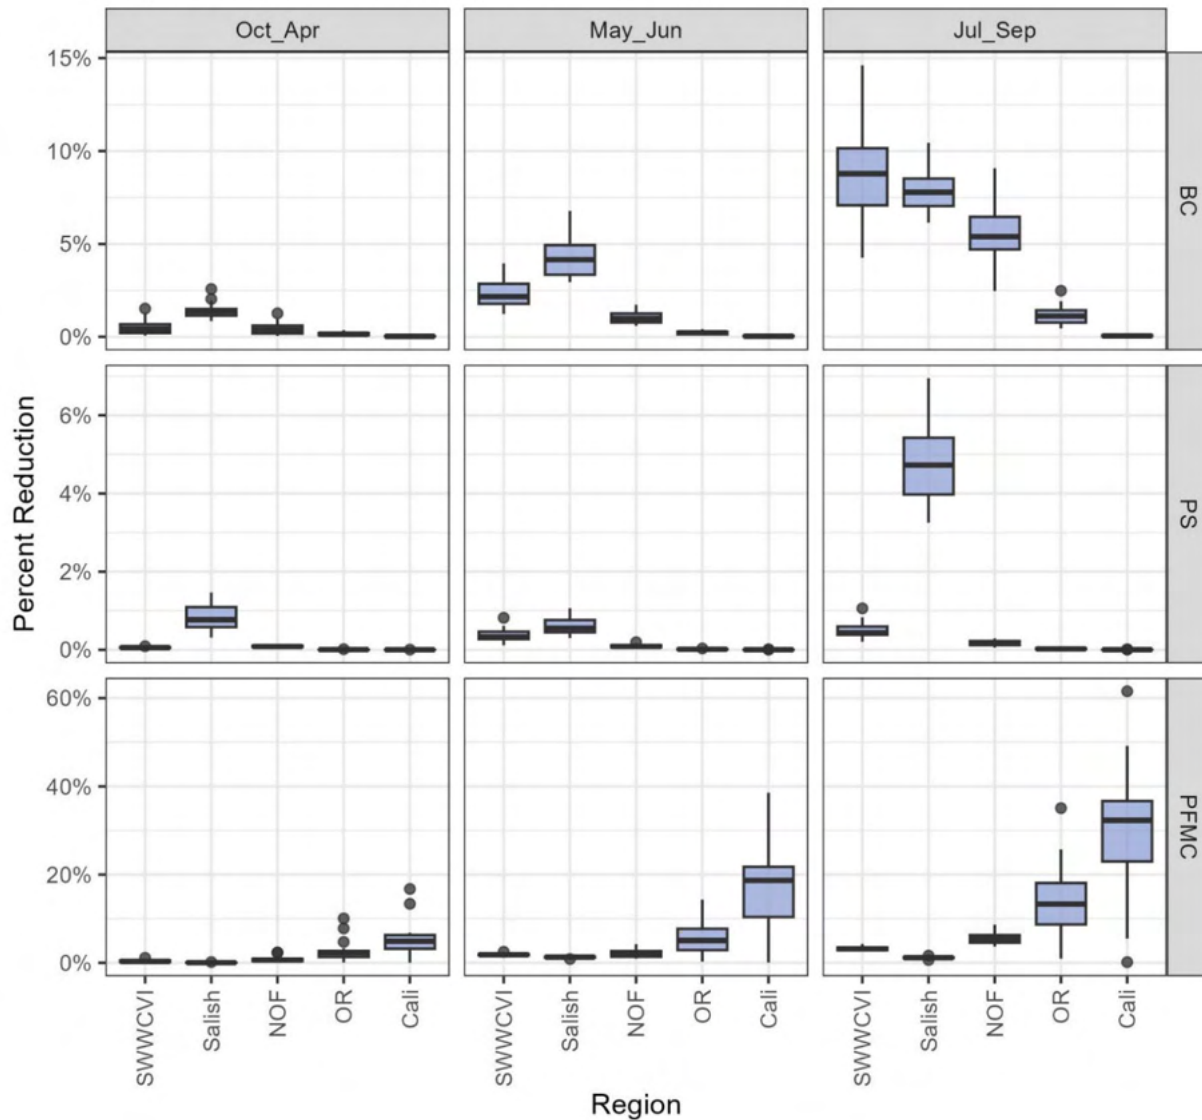 Oct_Apr May_Jun Jul_Sep
15%
10%
5%
0%
BC
6%
4%
2%
0%
PS
60%
40%
20%
0%
PFMC
Percent Reduction
SWWCVI Salish NOF OR Cali SWWCVI Salish NOF OR Cali SWWCVI Salish NOF OR Cali
Region